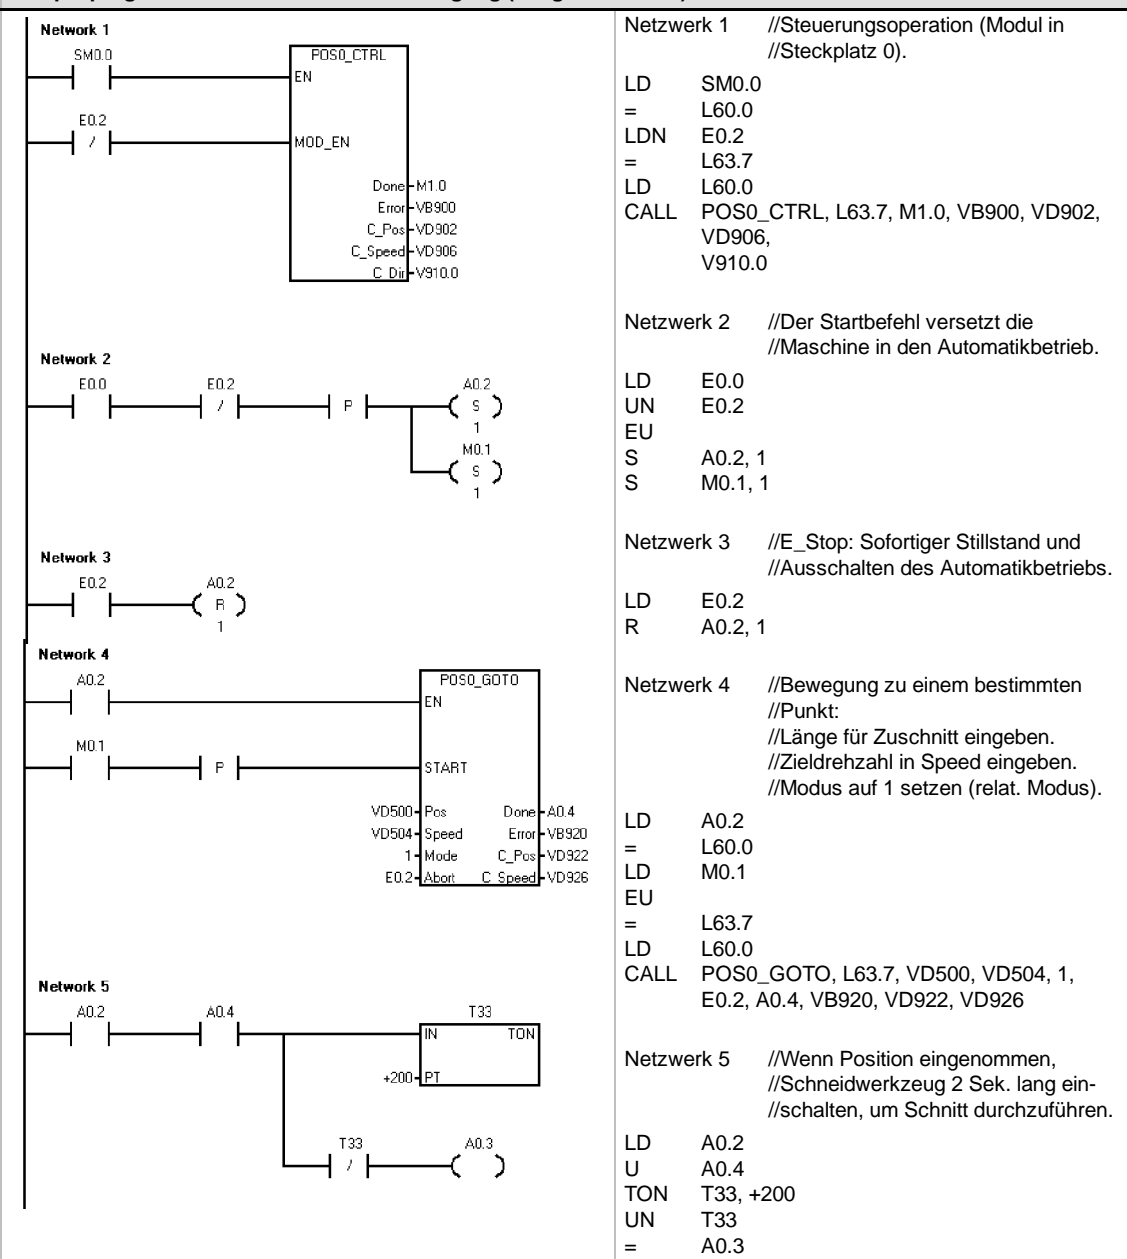 Network 1
SM0.0
POS0_CTRL
EN
E0.2
/
MOD_EN
Done M1.0
Error VB900
C_Pos VD902
C_Speed VD906
C_Dir V910.0
Network 2
E0.0 E0.2 A0.2
/ P S
1
M0.1
S
1
Network 3
E0.2 A0.2
R
1
Network 4
A0.2
POS0_GOTO
EN
M0.1
P START
VD500 Pos Done A0.4
VD504 Speed Error VB920
1 Mode C_Pos VD922
E0.2 Abort C_Speed VD926
Network 5
A0.2 A0.4 T33
IN TON
+200 PT
T33 A0.3
/
Netzwerk 1 //Steuerungsoperation (Modul in
//Steckplatz 0).
LD SM0.0
= L60.0
LDN E0.2
= L63.7
LD L60.0
CALL POS0_CTRL, L63.7, M1.0, VB900, VD902,
VD906,
V910.0
Netzwerk 2 //Der Startbefehl versetzt die
//Maschine in den Automatikbetrieb.
LD E0.0
UN E0.2
EU
S A0.2, 1
S M0.1, 1
Netzwerk 3 //E_Stop: Sofortiger Stillstand und
//Ausschalten des Automatikbetriebs.
LD E0.2
R A0.2, 1
Netzwerk 4 //Bewegung zu einem bestimmten
//Punkt:
//Länge für Zuschnitt eingeben.
//Zieldrehzahl in Speed eingeben.
//Modus auf 1 setzen (relat. Modus).
LD A0.2
= L60.0
LD M0.1
EU
= L63.7
LD L60.0
CALL POS0_GOTO, L63.7, VD500, VD504, 1,
E0.2, A0.4, VB920, VD922, VD926
Netzwerk 5 //Wenn Position eingenommen,
//Schneidwerkzeug 2 Sek. lang ein-
//schalten, um Schnitt durchzuführen.
LD A0.2
U A0.4
TON T33, +200
UN T33
= A0.3